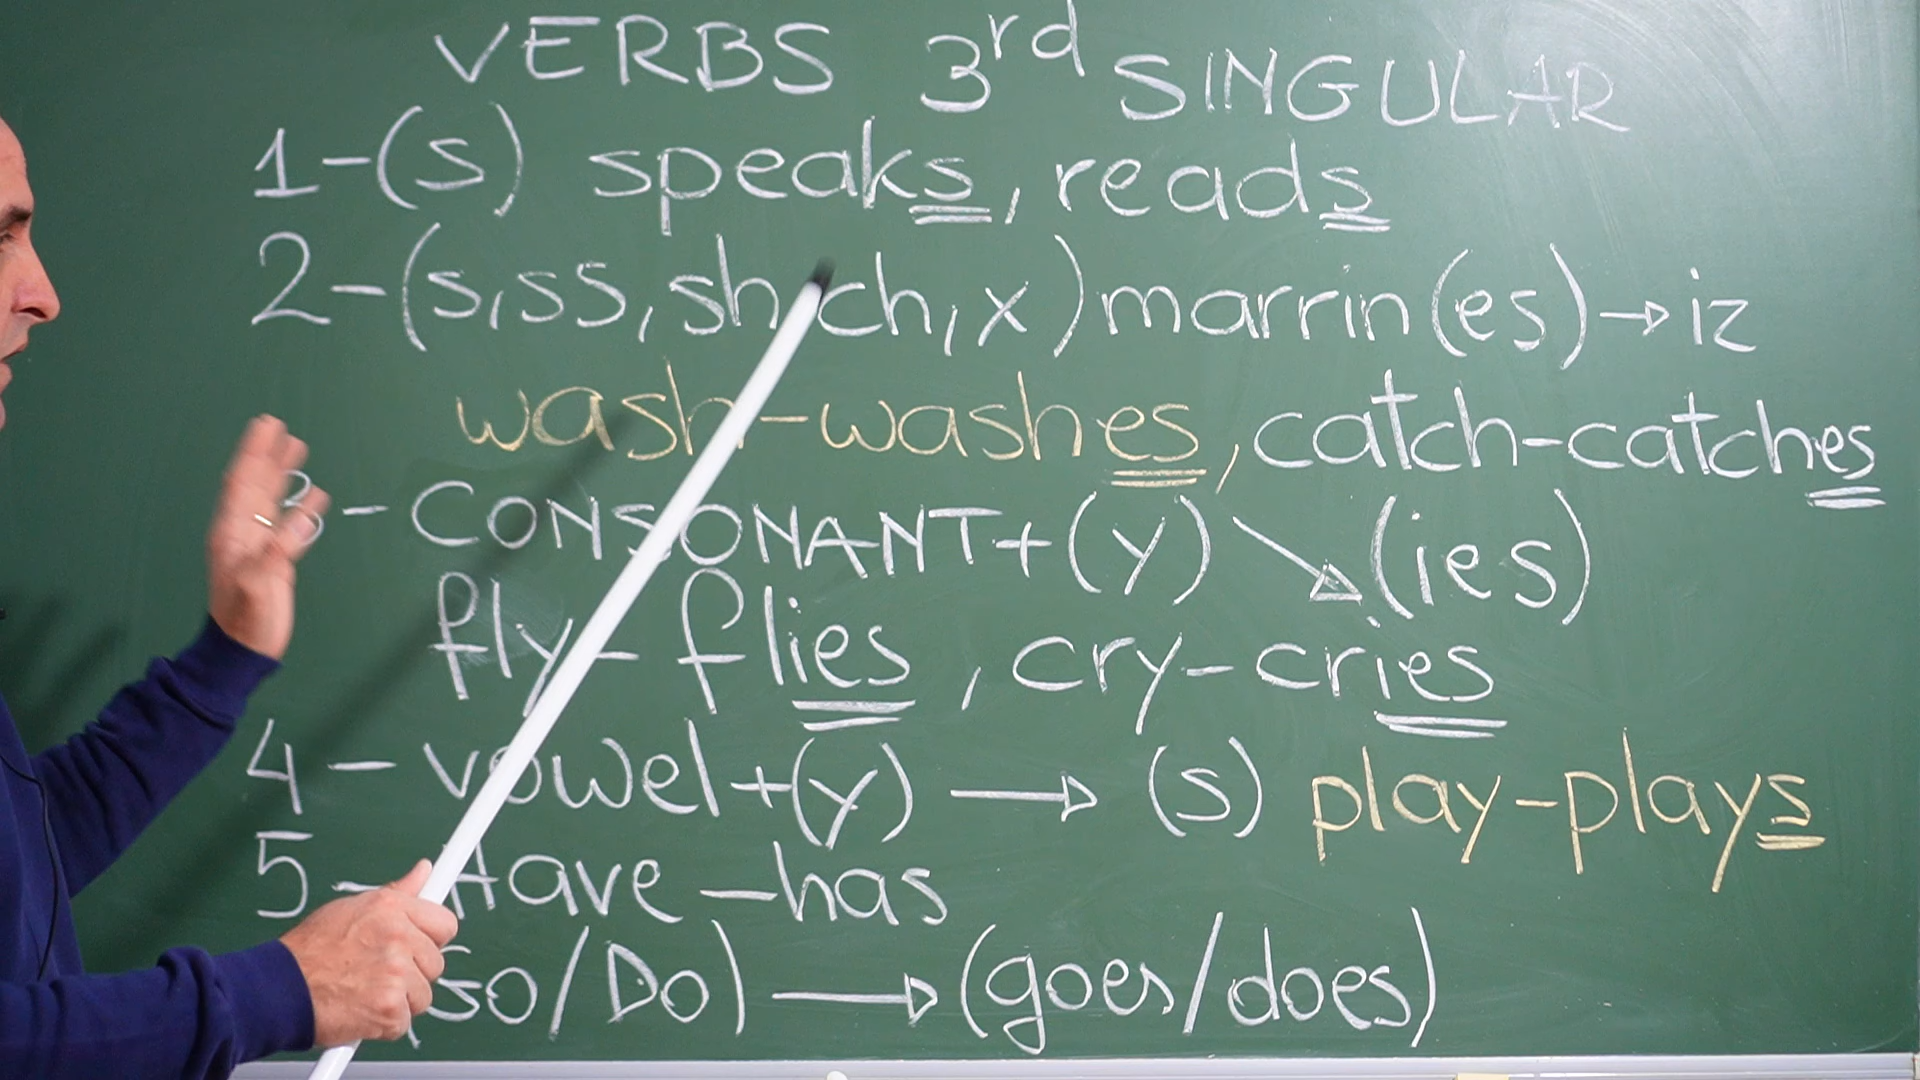 VERBS 3rd SINGULAR
1-(s) speaks, reads
2-(s,ss,sh,ch,x) marrin(es)→iz
wash-washes, catch-catches
3-CONSONANT+(y)↘(ies)
fly-flies, cry-cries
4-vowel+(y)→(s) play-plays
5-Have-has
(GO/DO)→(goes/does)